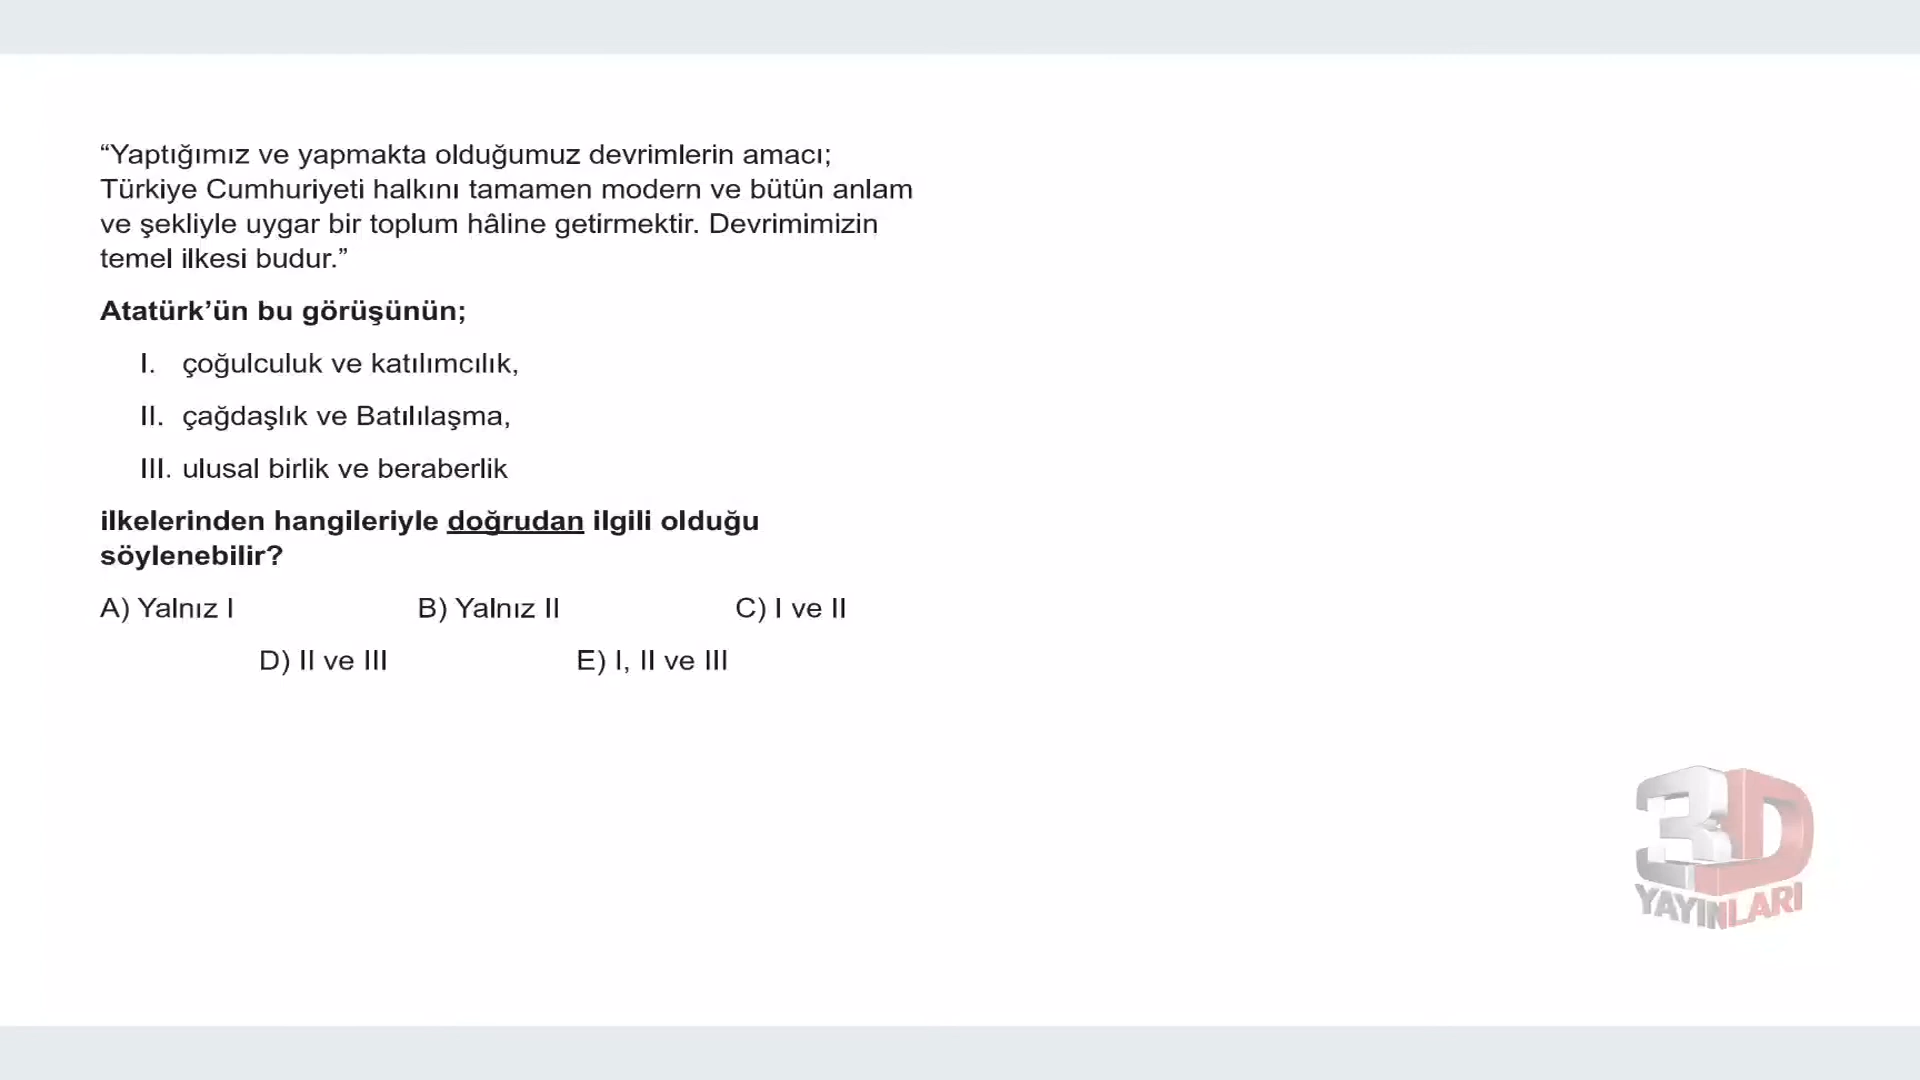 “Yaptığımız ve yapmakta olduğumuz devrimlerin amacı;
Türkiye Cumhuriyeti halkını tamamen modern ve bütün anlam
ve şekliyle uygar bir toplum hâline getirmektir. Devrimimizin
temel ilkesi budur.”
Atatürk’ün bu görüşünün;
I. çoğulculuk ve katılımcılık,
II. çağdaşlık ve Batılılaşma,
III. ulusal birlik ve beraberlik
ilkelerinden hangileriyle doğrudan ilgili olduğu
söylenebilir?
A) Yalnız I B) Yalnız II C) I ve II
D) II ve III E) I, II ve III
3D
YAYINLARI